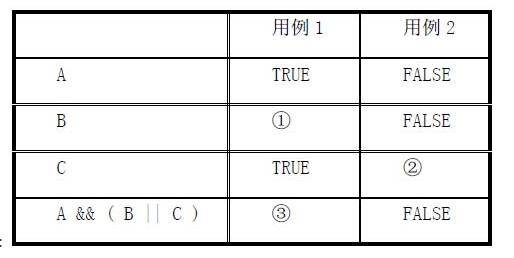 用例 1 用例 2
A TRUE FALSE
B ① FALSE
C TRUE ②
A && ( B || C ) ③ FALSE
: